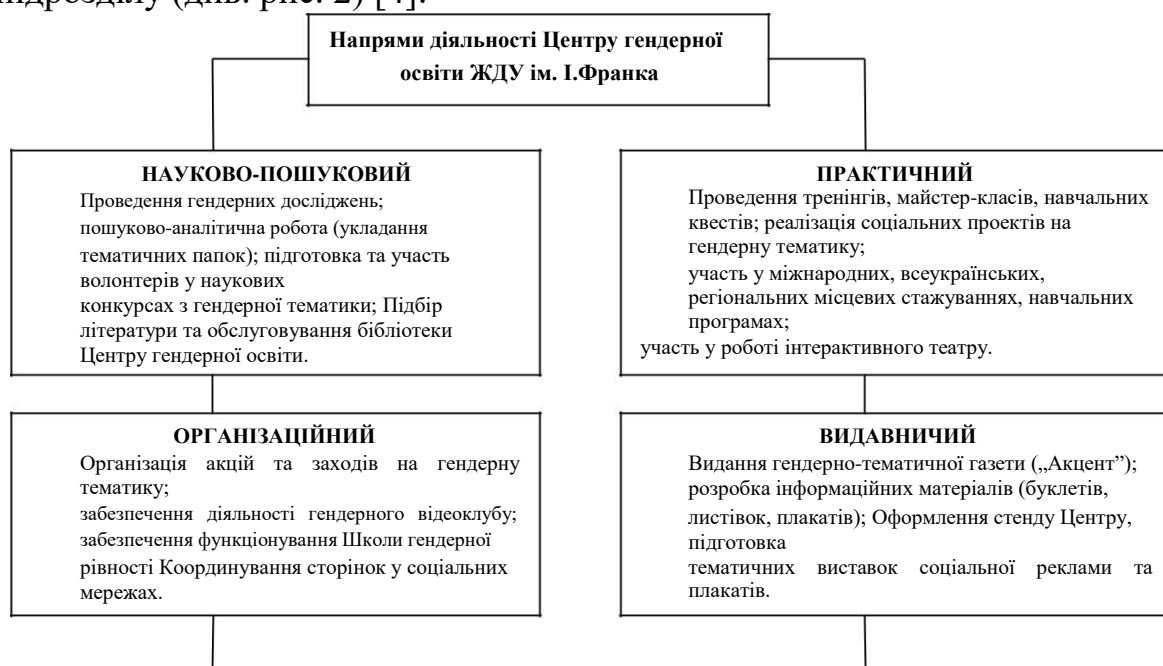 підрозділу (див. рис. 2) [4].
Напрями діяльності Центру гендерної
освіти ЖДУ ім. І.Франка
НАУКОВО-ПОШУКОВИЙ
Проведення гендерних досліджень;
пошуково-аналітична робота (укладання
тематичних папок); підготовка та участь
волонтерів у наукових
конкурсах з гендерної тематики; Підбір
літератури та обслуговування бібліотеки
Центру гендерної освіти.
ПРАКТИЧНИЙ
Проведення тренінгів, майстер-класів, навчальних
квестів; реалізація соціальних проектів на
гендерну тематику;
участь у міжнародних, всеукраїнських,
регіональних місцевих стажуваннях, навчальних
програмах;
участь у роботі інтерактивного театру.
ОРГАНІЗАЦІЙНИЙ
Організація акцій та заходів на гендерну
тематику;
забезпечення діяльності гендерного відеоклубу;
забезпечення функціонування Школи гендерної
рівності Координування сторінок у соціальних
мережах.
ВИДАВНИЧИЙ
Видання гендерно-тематичної газети („Акцент”);
розробка інформаційних матеріалів (буклетів,
листівок, плакатів); Оформлення стенду Центру,
підготовка
тематичних виставок соціальної реклами та
плакатів.